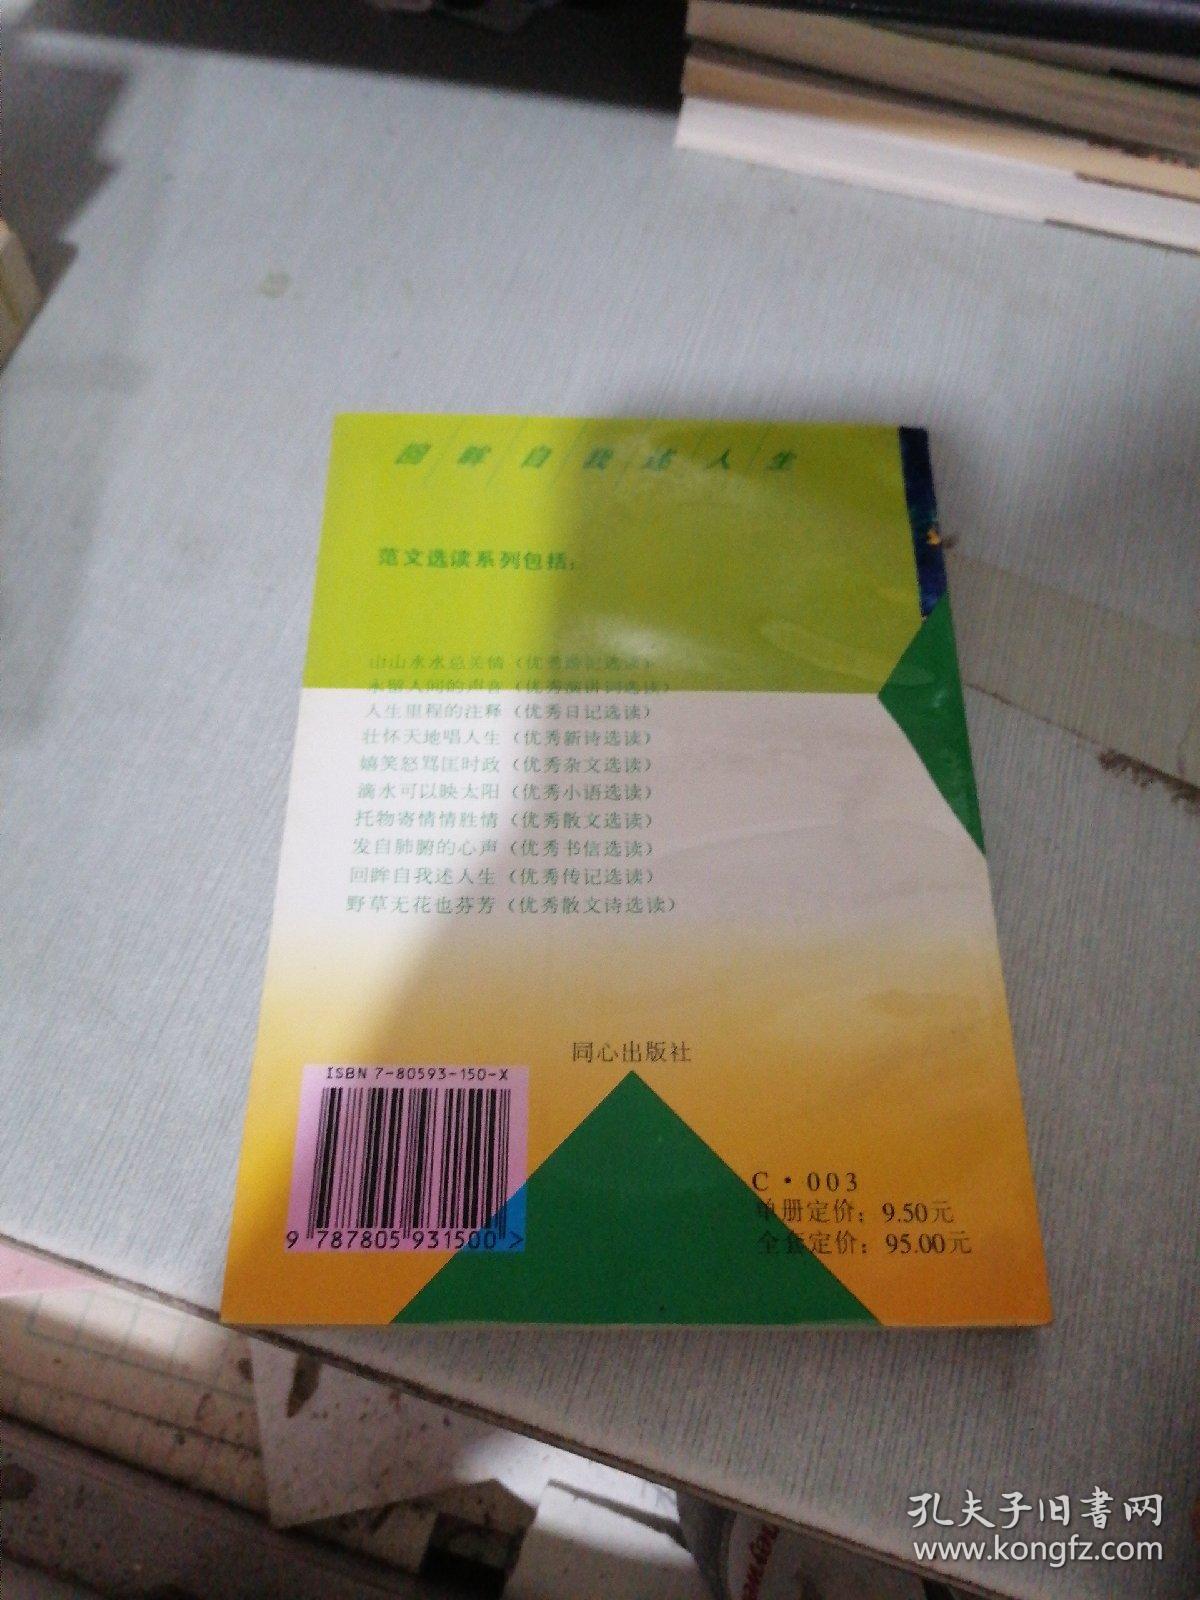 回眸自我述人生
范文选读系列包括：
山山水水总关情（优秀游记选读）
永留人间的声音（优秀演讲词选读）
人生里程的注释（优秀日记选读）
壮怀天地唱人生（优秀新诗选读）
嬉笑怒骂匡时政（优秀杂文选读）
滴水可以映太阳（优秀小语选读）
托物寄情情胜情（优秀散文选读）
发自肺腑的心声（优秀书信选读）
回眸自我述人生（优秀传记选读）
野草无花也芬芳（优秀散文诗选读）
同心出版社
ISBN 7-80593-150-X
9 787805 931500 >
C·003
单册定价：9.50元
全套定价：95.00元
孔夫子旧書网
www.kongfz.com